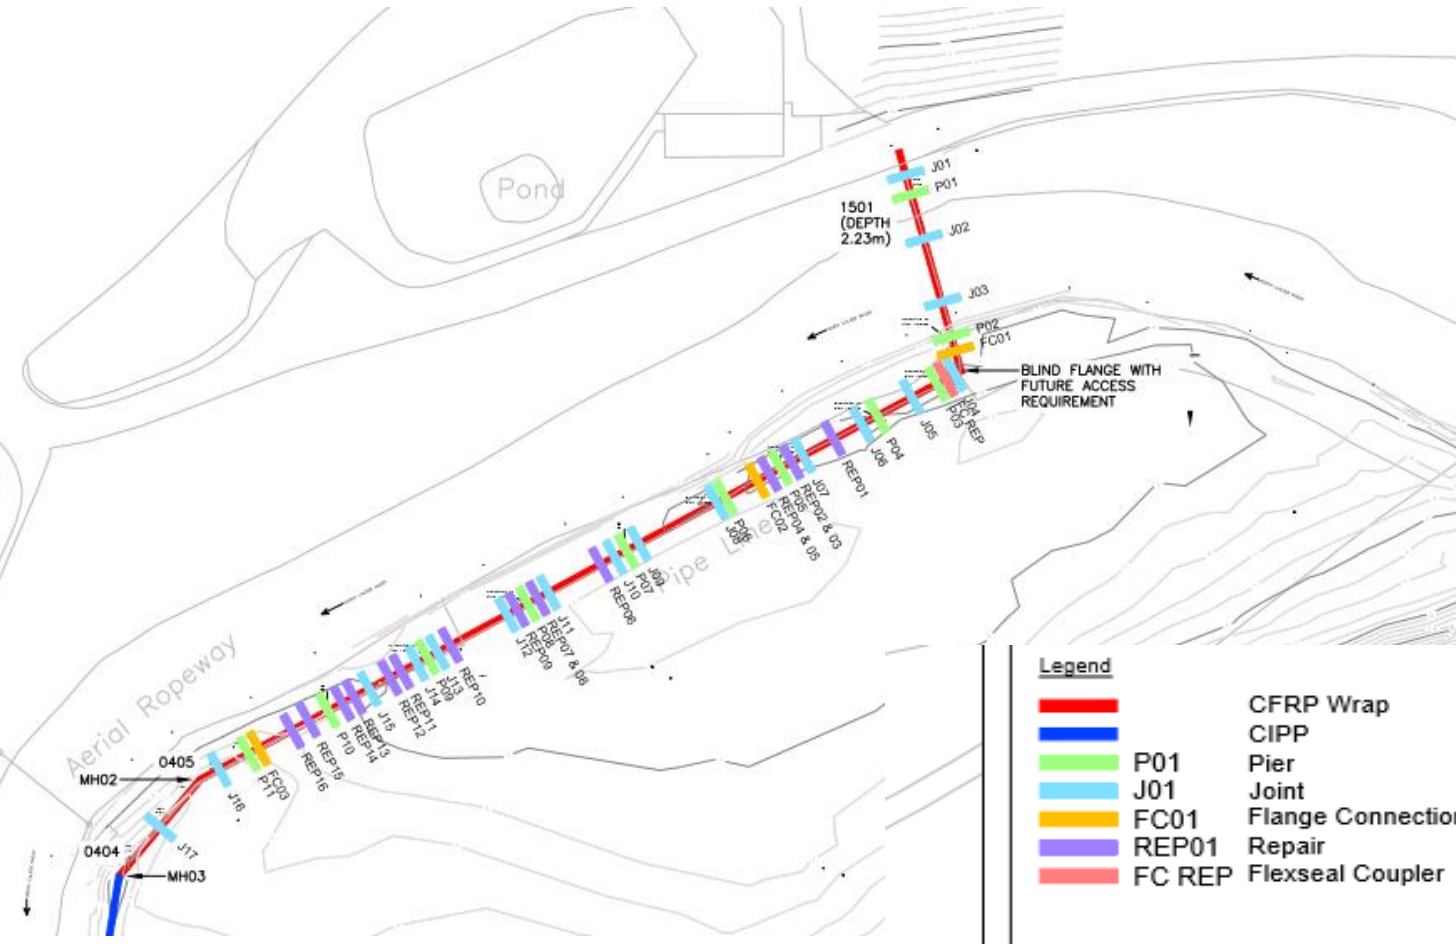 Pond
J01
P01
1501
(DEPTH
2.23m)
J02
J03
P02
FC01
BLIND FLANGE WITH
FUTURE ACCESS
REQUIREMENT
J04
FC REP
P03
J05
P04
J06
REP01
J07
REP02 & 03
P05
REP04 & 05
FC02
P06
J08
Pipe Line
J09
P07
J10
REP06
J11
REP07 & 08
P08
REP09
J12
REP10
J13
P09
J14
REP11
REP12
J15
REP13
REP14
P10
REP15
REP16
FC03
P11
J16
Aerial Ropeway
0405
MH02
J17
0404
MH03
Legend
CFRP Wrap
CIPP
P01 Pier
J01 Joint
FC01 Flange Connection
REP01 Repair
FC REP Flexseal Coupler